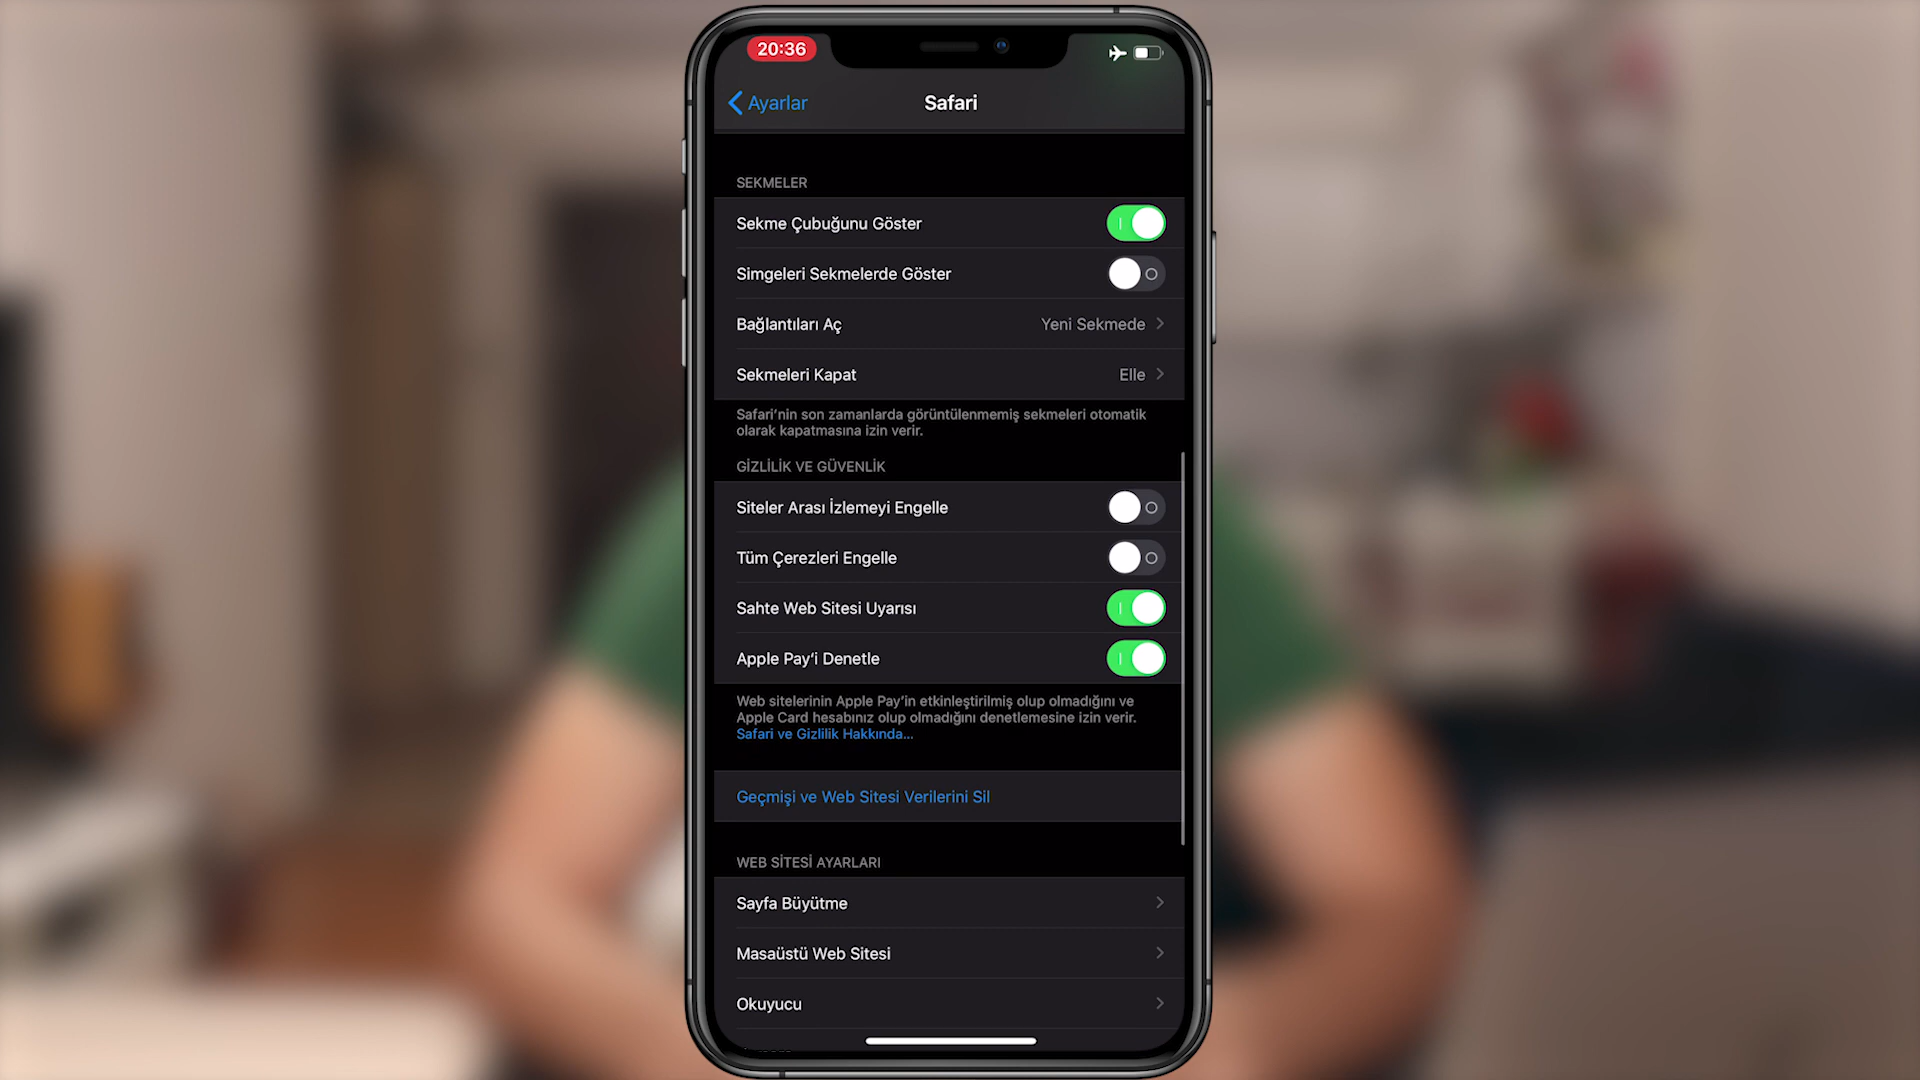 20:36
Ayarlar
Safari
SEKMELER
Sekme Çubuğunu Göster
Simgeleri Sekmelerde Göster
Bağlantıları Aç Yeni Sekmede
Sekmeleri Kapat Elle
Safari'nin son zamanlarda görüntülenmemiş sekmeleri otomatik
olarak kapatmasına izin verir.
GİZLİLİK VE GÜVENLİK
Siteler Arası İzlemeyi Engelle
Tüm Çerezleri Engelle
Sahte Web Sitesi Uyarısı
Apple Pay'i Denetle
Web sitelerinin Apple Pay'in etkinleştirilmiş olup olmadığını ve
Apple Card hesabınız olup olmadığını denetlemesine izin verir.
Safari ve Gizlilik Hakkında...
Geçmişi ve Web Sitesi Verilerini Sil
WEB SİTESİ AYARLARI
Sayfa Büyütme
Masaüstü Web Sitesi
Okuyucu